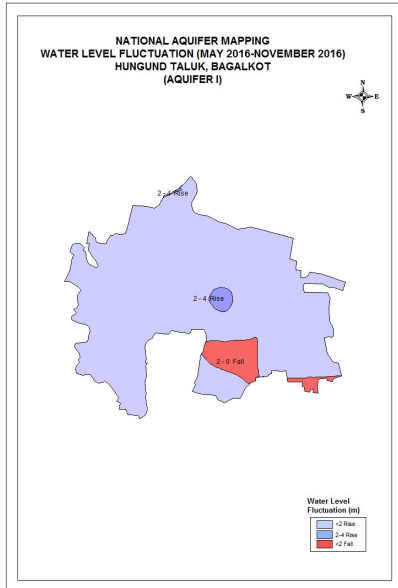 NATIONAL AQUIFER MAPPING
WATER LEVEL FLUCTUATION (MAY 2016-NOVEMBER 2016)
HUNGUND TALUK, BAGALKOT
(AQUIFER I)
N
W E
S
2 - 4 Rise
2 - 4 Rise
2 - 0 Fall
Water Level
Fluctuation (m)
<2 Rise
2-4 Rise
<2 Fall